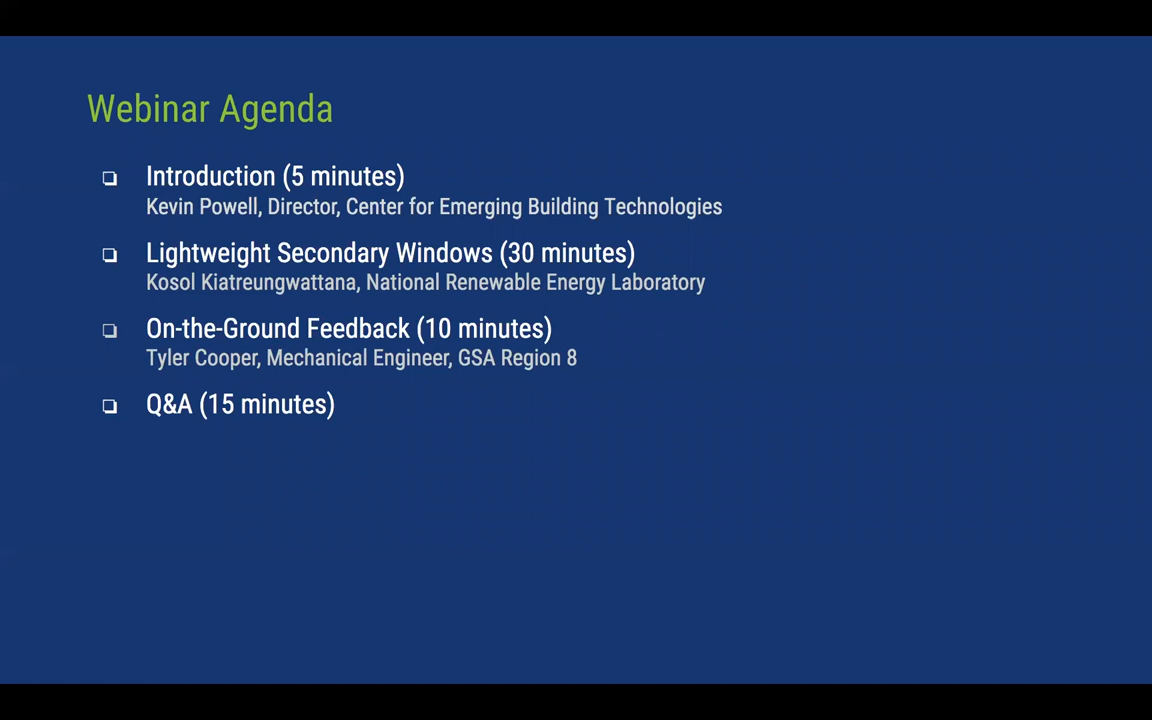 Webinar Agenda
❏ Introduction (5 minutes)
Kevin Powell, Director, Center for Emerging Building Technologies
❏ Lightweight Secondary Windows (30 minutes)
Kosol Kiatreungwattana, National Renewable Energy Laboratory
❏ On-the-Ground Feedback (10 minutes)
Tyler Cooper, Mechanical Engineer, GSA Region 8
❏ Q&A (15 minutes)